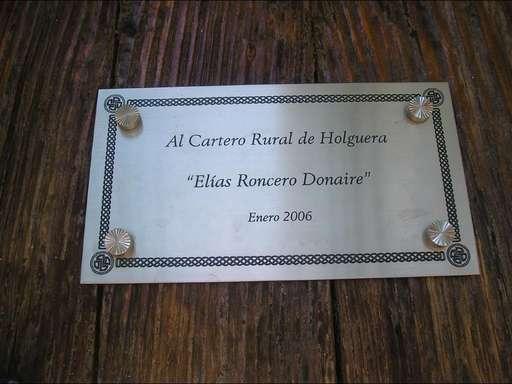 Al Cartero Rural de Holguera
“Elías Roncero Donaire”
Enero 2006